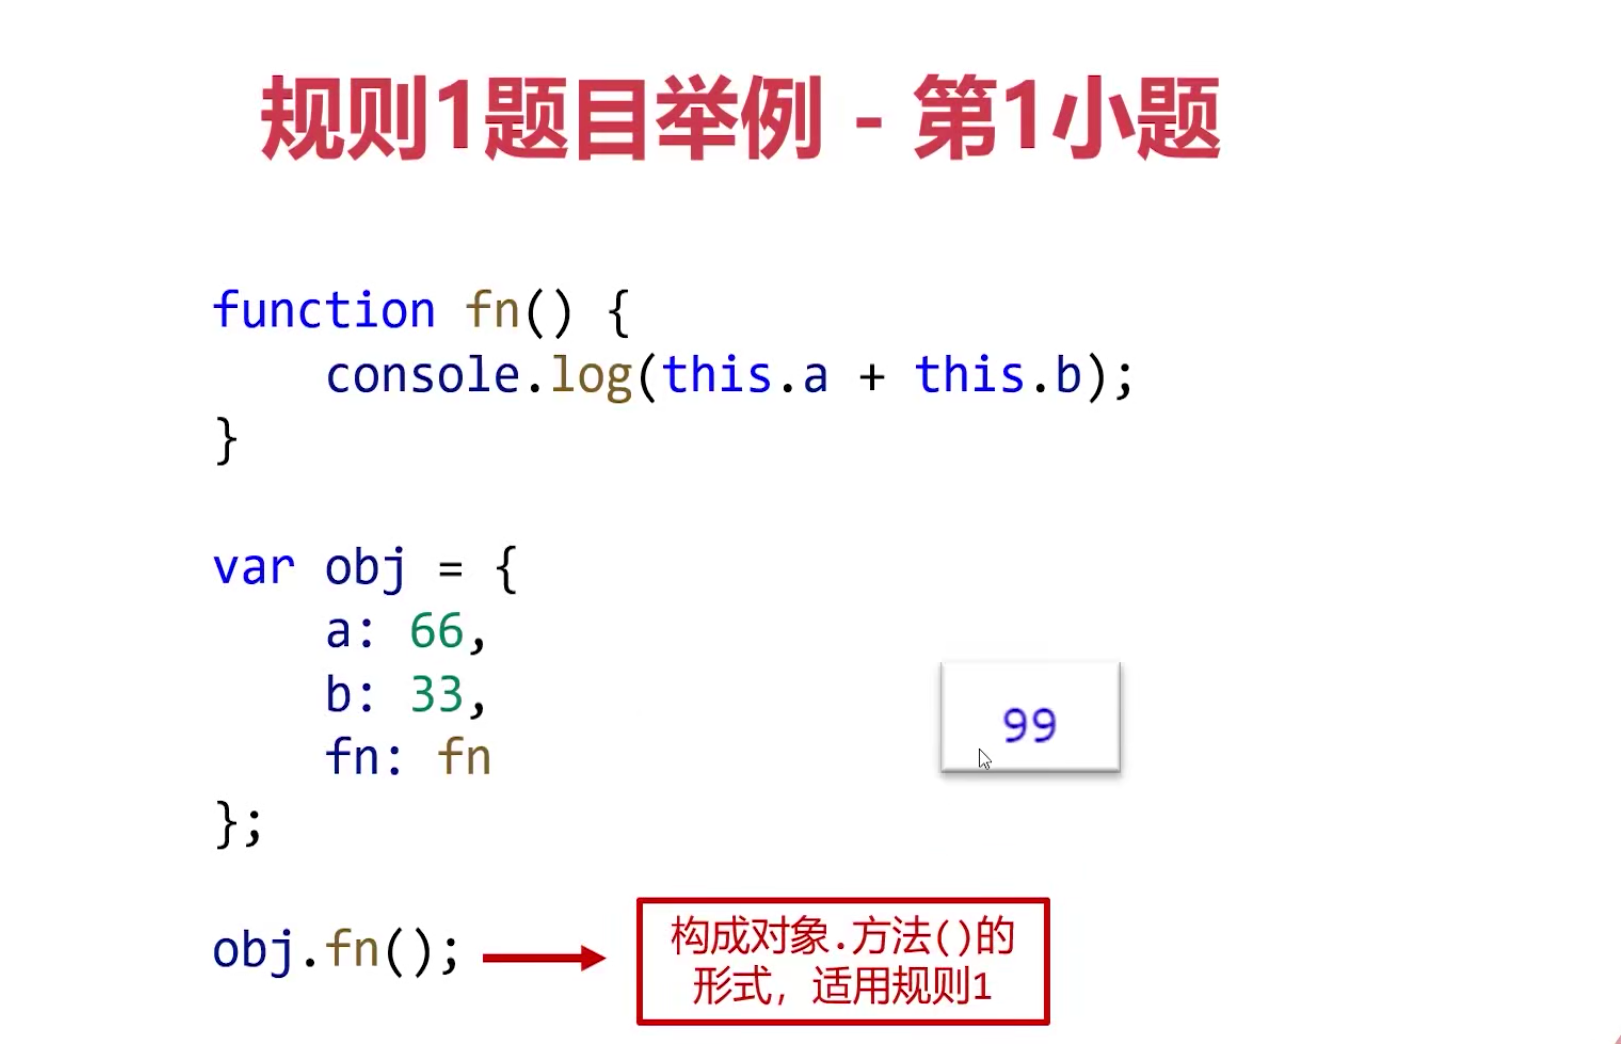 规则1题目举例 - 第1小题
function fn() {
    console.log(this.a + this.b);
}
var obj = {
    a: 66,
    b: 33,
    fn: fn
};
99
obj.fn();
构成对象.方法()的
形式，适用规则1